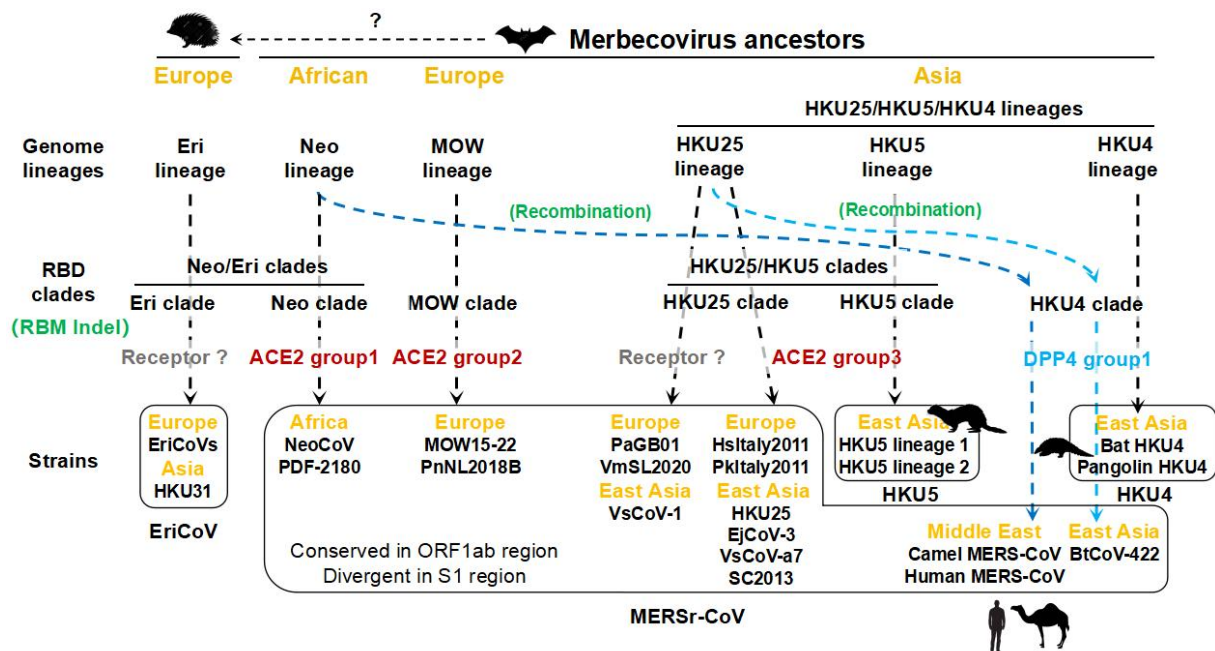 ?
Merbecovirus ancestors
Europe
African
Europe
Asia
HKU25/HKU5/HKU4 lineages
Genome
lineages
Eri
lineage
Neo
lineage
MOW
lineage
HKU25
lineage
HKU5
lineage
HKU4
lineage
(Recombination)
(Recombination)
RBD
clades
(RBM Indel)
Neo/Eri clades
HKU25/HKU5 clades
Eri clade
Neo clade
MOW clade
HKU25 clade
HKU5 clade
HKU4 clade
Receptor ?
ACE2 group1
ACE2 group2
Receptor ?
ACE2 group3
DPP4 group1
Strains
Europe
EriCoVs
Asia
HKU31
EriCoV
Africa
NeoCoV
PDF-2180
Europe
MOW15-22
PnNL2018B
Europe
PaGB01
VmSL2020
East Asia
VsCoV-1
Europe
HsItaly2011
PkItaly2011
East Asia
HKU25
EjCoV-3
VsCoV-a7
SC2013
East Asia
HKU5 lineage 1
HKU5 lineage 2
HKU5
East Asia
Bat HKU4
Pangolin HKU4
HKU4
Middle East
Camel MERS-CoV
Human MERS-CoV
East Asia
BtCoV-422
Conserved in ORF1ab region
Divergent in S1 region
MERSr-CoV